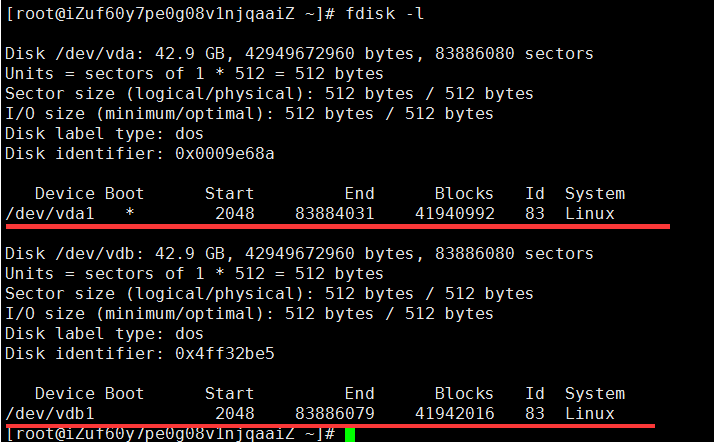 [root@iZuf60y7pe0g08v1njqaaiZ ~]# fdisk -l
Disk /dev/vda: 42.9 GB, 42949672960 bytes, 83886080 sectors
Units = sectors of 1 * 512 = 512 bytes
Sector size (logical/physical): 512 bytes / 512 bytes
I/O size (minimum/optimal): 512 bytes / 512 bytes
Disk label type: dos
Disk identifier: 0x0009e68a
Device Boot Start End Blocks Id System
/dev/vda1 * 2048 83884031 41940992 83 Linux
Disk /dev/vdb: 42.9 GB, 42949672960 bytes, 83886080 sectors
Units = sectors of 1 * 512 = 512 bytes
Sector size (logical/physical): 512 bytes / 512 bytes
I/O size (minimum/optimal): 512 bytes / 512 bytes
Disk label type: dos
Disk identifier: 0x4ff32be5
Device Boot Start End Blocks Id System
/dev/vdb1 2048 83886079 41942016 83 Linux
[root@iZuf60y7pe0g08v1njqaaiZ ~]#